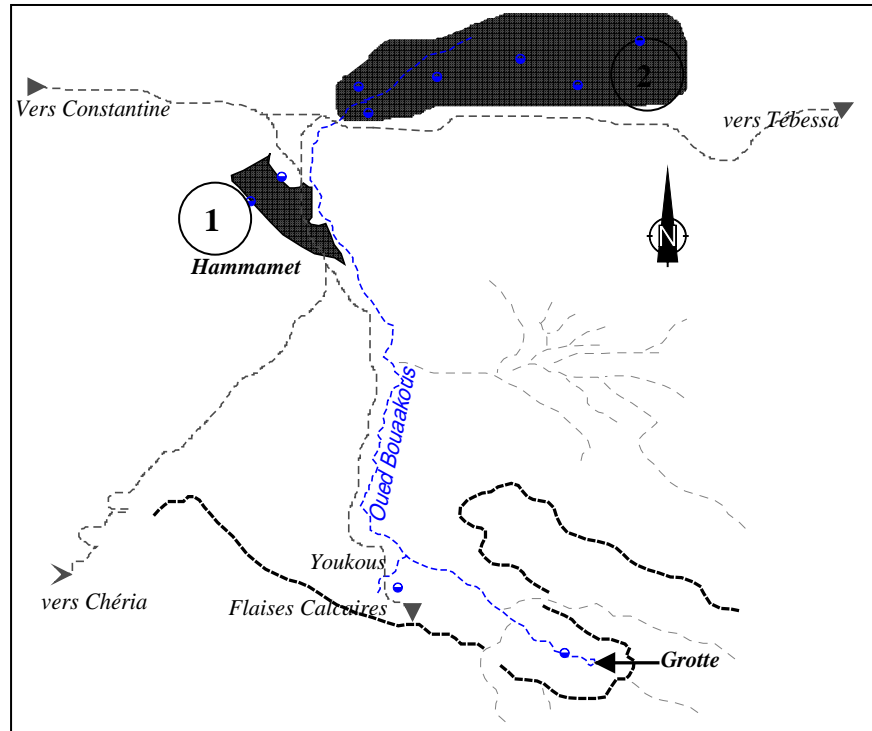 2
Vers Constantine
vers Tébessa
1
N
Hammamet
Oued Bouaakous
Youkous
vers Chéria
Flaises Calcaires
Grotte